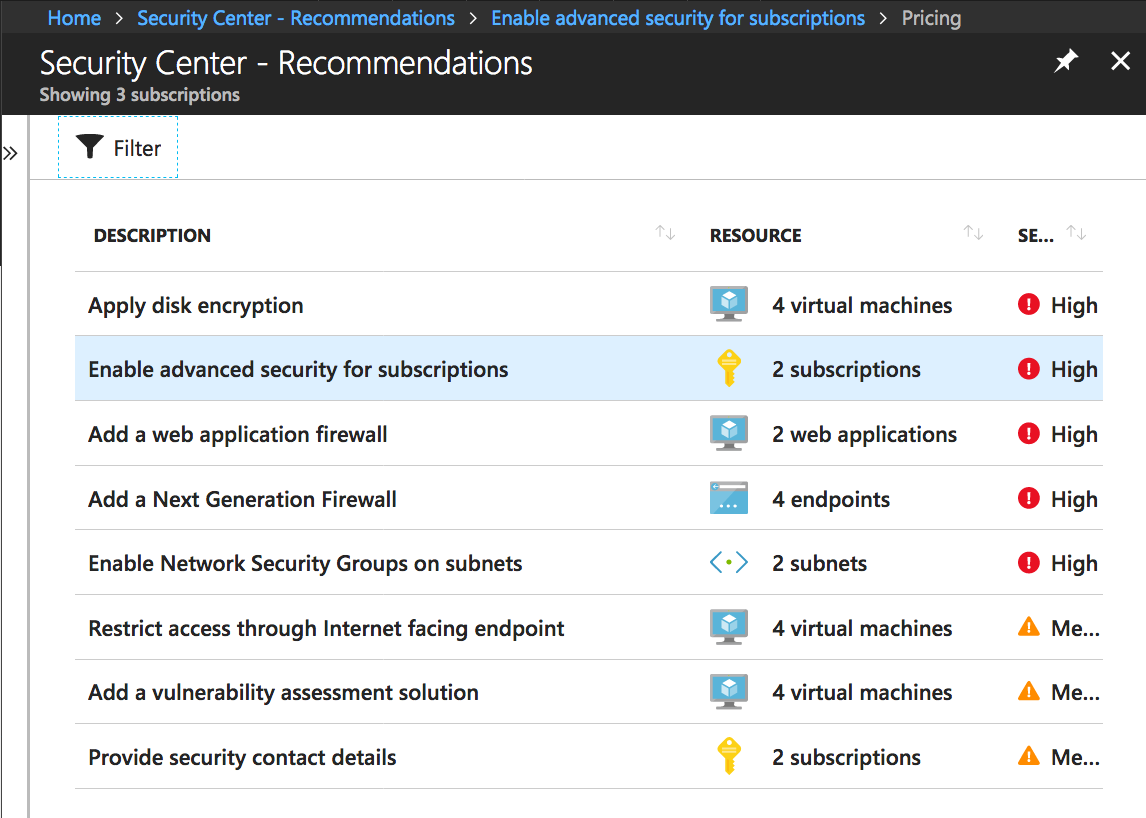 Home > Security Center - Recommendations > Enable advanced security for subscriptions > Pricing
Security Center - Recommendations
Showing 3 subscriptions
Filter
DESCRIPTION RESOURCE SE...
Apply disk encryption 4 virtual machines High
Enable advanced security for subscriptions 2 subscriptions High
Add a web application firewall 2 web applications High
Add a Next Generation Firewall 4 endpoints High
Enable Network Security Groups on subnets 2 subnets High
Restrict access through Internet facing endpoint 4 virtual machines Me...
Add a vulnerability assessment solution 4 virtual machines Me...
Provide security contact details 2 subscriptions Me...